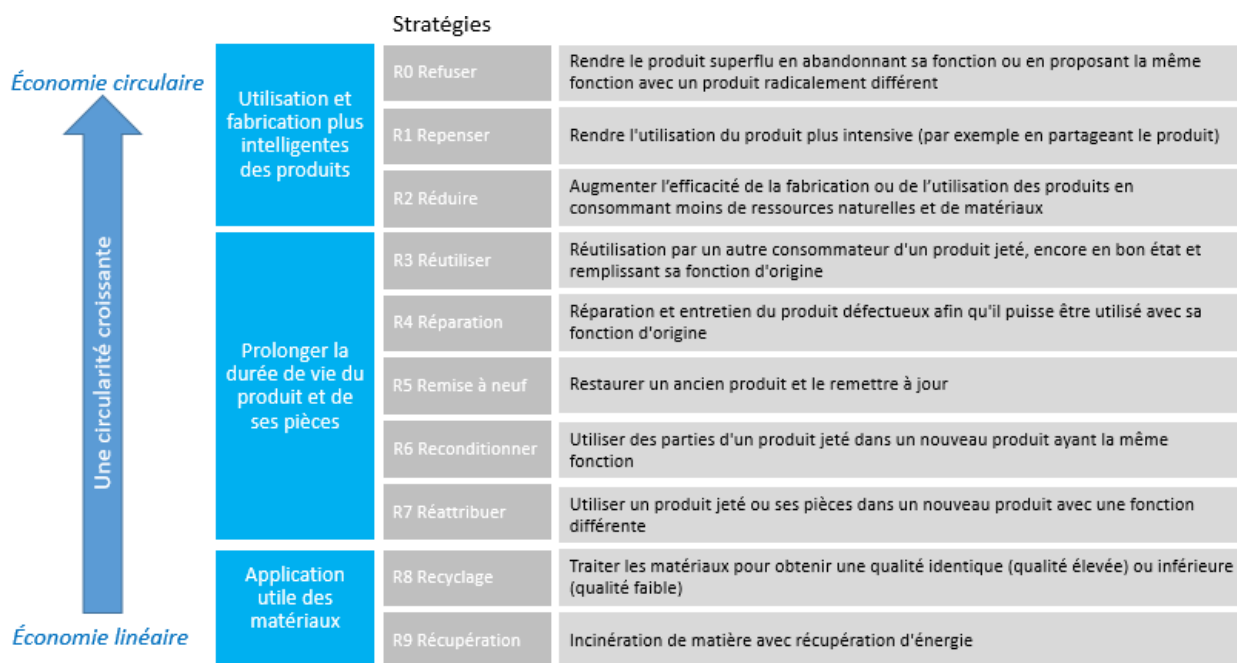 Stratégies
Économie circulaire
Une circularité croissante
Économie linéaire
Utilisation et
fabrication plus
intelligentes
des produits
R0 Refuser
Rendre le produit superflu en abandonnant sa fonction ou en proposant la même
fonction avec un produit radicalement différent
R1 Repenser
Rendre l'utilisation du produit plus intensive (par exemple en partageant le produit)
R2 Réduire
Augmenter l’efficacité de la fabrication ou de l’utilisation des produits en
consommant moins de ressources naturelles et de matériaux
Prolonger la
durée de vie du
produit et de
ses pièces
R3 Réutiliser
Réutilisation par un autre consommateur d'un produit jeté, encore en bon état et
remplissant sa fonction d'origine
R4 Réparation
Réparation et entretien du produit défectueux afin qu'il puisse être utilisé avec sa
fonction d'origine
R5 Remise à neuf
Restaurer un ancien produit et le remettre à jour
R6 Reconditionner
Utiliser des parties d'un produit jeté dans un nouveau produit ayant la même
fonction
R7 Réattribuer
Utiliser un produit jeté ou ses pièces dans un nouveau produit avec une fonction
différente
Application
utile des
matériaux
R8 Recyclage
Traiter les matériaux pour obtenir une qualité identique (qualité élevée) ou inférieure
(qualité faible)
R9 Récupération
Incinération de matière avec récupération d'énergie